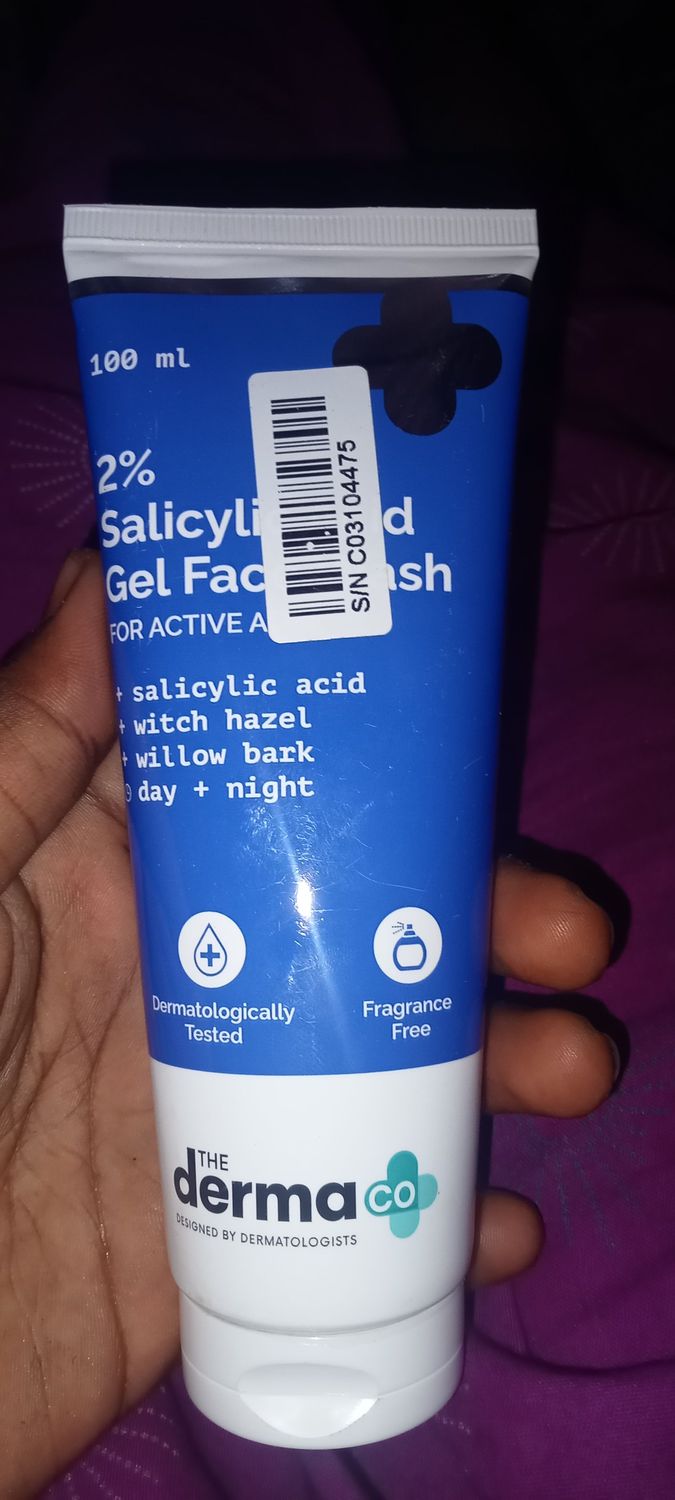 100 ml
2%
Salicyli d
Gel Fac ash
FOR ACTIVE A
S/N C03104475
+ salicylic acid
+ witch hazel
+ willow bark
day + night
Dermatologically
Tested
Fragrance
Free
THE
derma co
DESIGNED BY DERMATOLOGISTS